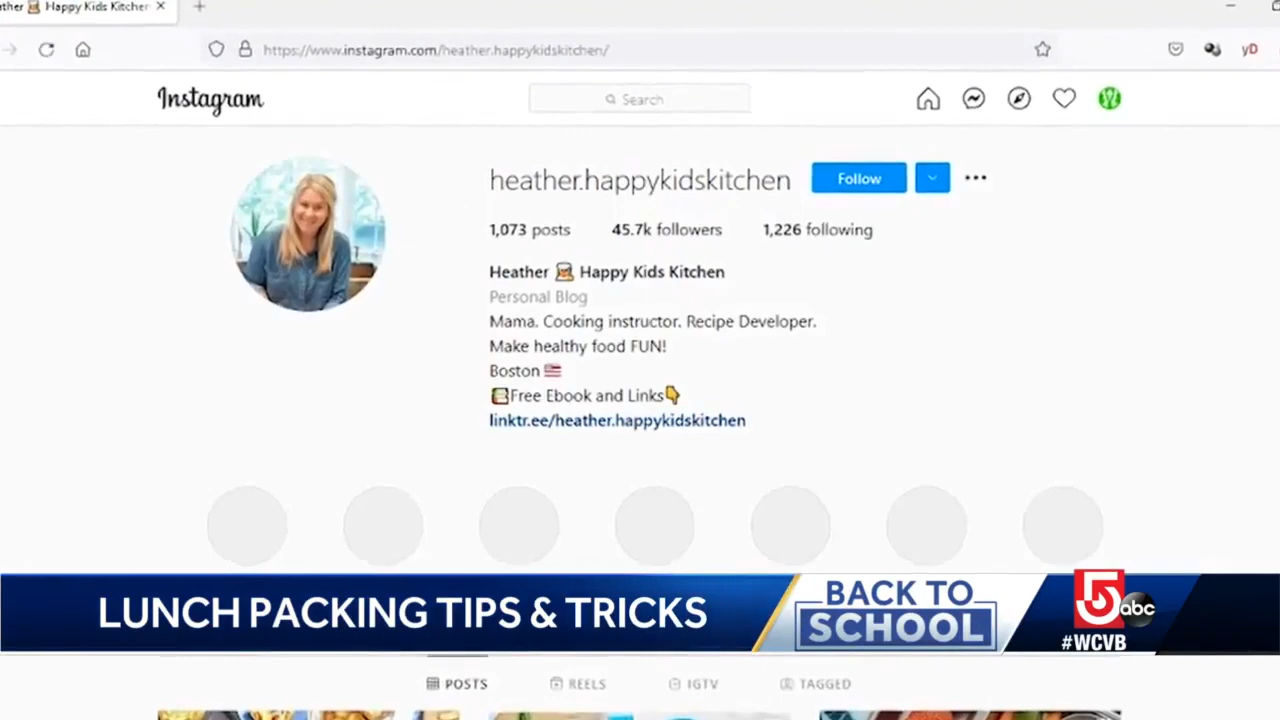 ther Happy Kids Kitchen
https://www.instagram.com/heather.happykidskitchen/
yD
Instagram
Search
heather.happykidskitchen
Follow
1,073 posts 45.7k followers 1,226 following
Heather Happy Kids Kitchen
Personal Blog
Mama. Cooking instructor. Recipe Developer.
Make healthy food FUN!
Boston
Free Ebook and Links
linktr.ee/heather.happykidskitchen
LUNCH PACKING TIPS & TRICKS
BACK TO
SCHOOL
5 abc
#WCVB
POSTS REELS IGTV TAGGED